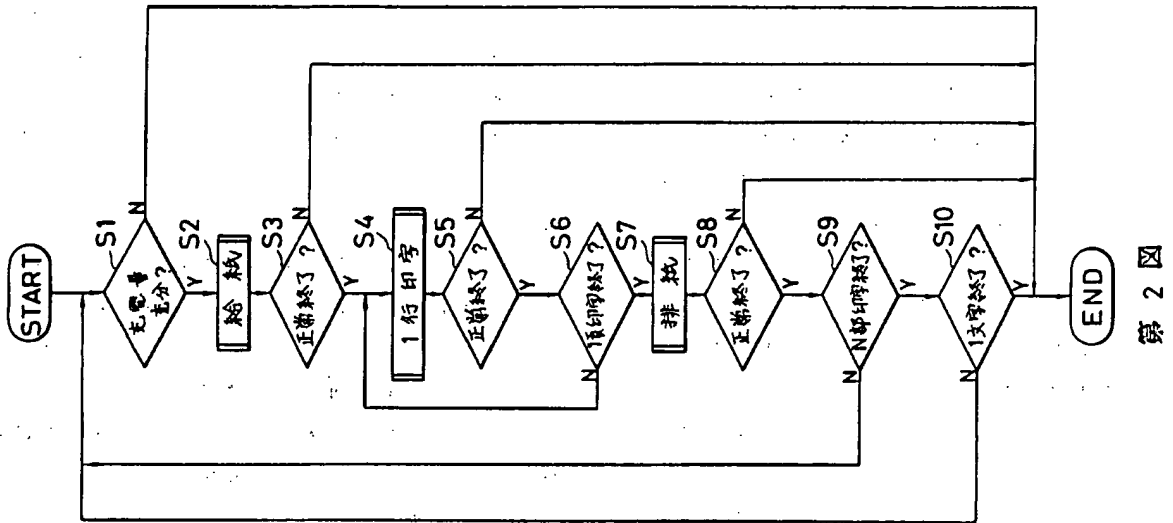 START
S1
充電量
充分?
N
Y
S2
給紙
S3
正常終了?
N
Y
S4
1行印字
S5
正常終了?
N
Y
S6
1頁印字終了?
N
Y
S7
排紙
S8
正常終了?
N
Y
S9
N部印字終了?
N
Y
S10
1文字終了?
N
Y
END
第2図